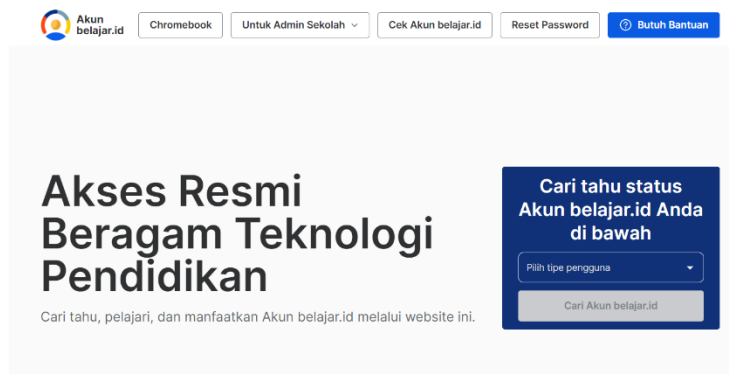 Akun
belajar.id
Chromebook
Untuk Admin Sekolah
Cek Akun belajar.id
Reset Password
Butuh Bantuan
Akses Resmi
Beragam Teknologi
Pendidikan
Cari tahu, pelajari, dan manfaatkan Akun belajar.id melalui website ini.
Cari tahu status
Akun belajar.id Anda
di bawah
Pilih tipe pengguna
Cari Akun belajar.id